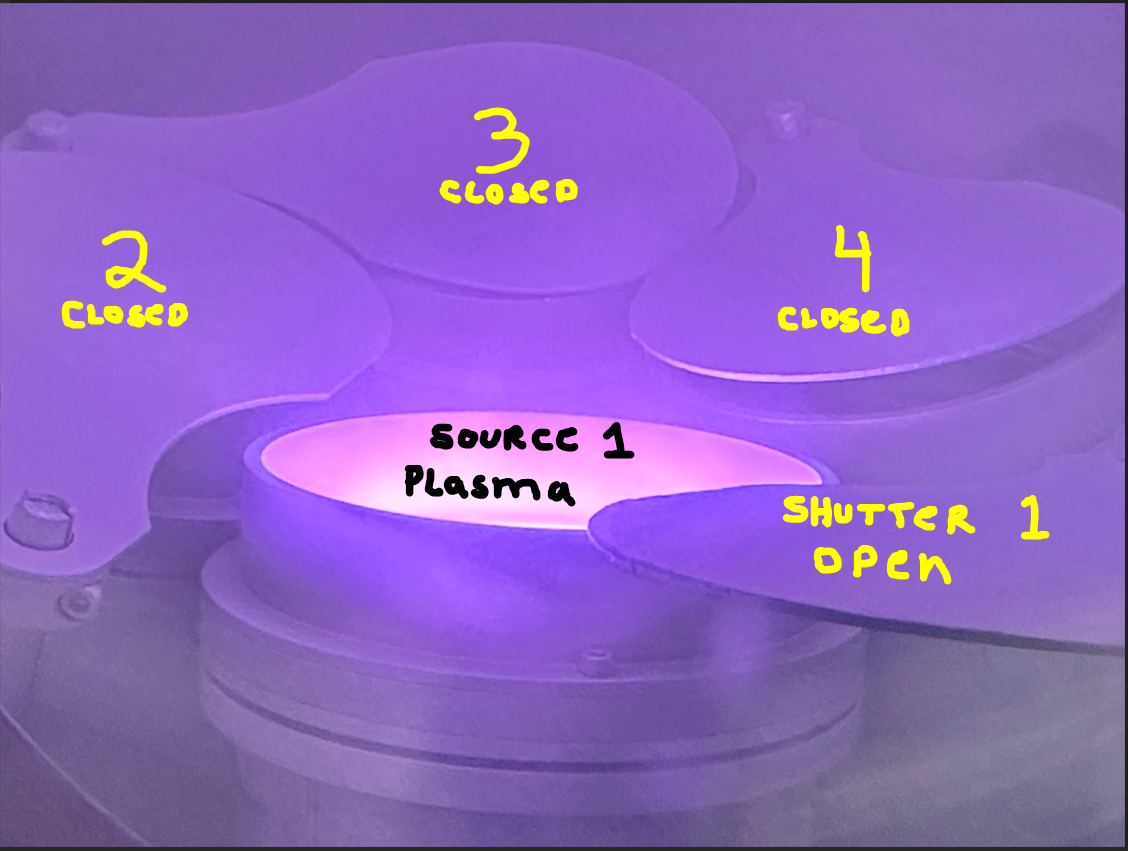 3
CLOSED
2
CLOSED
4
CLOSED
SOURCE 1
Plasma
SHUTTER 1
OPEN